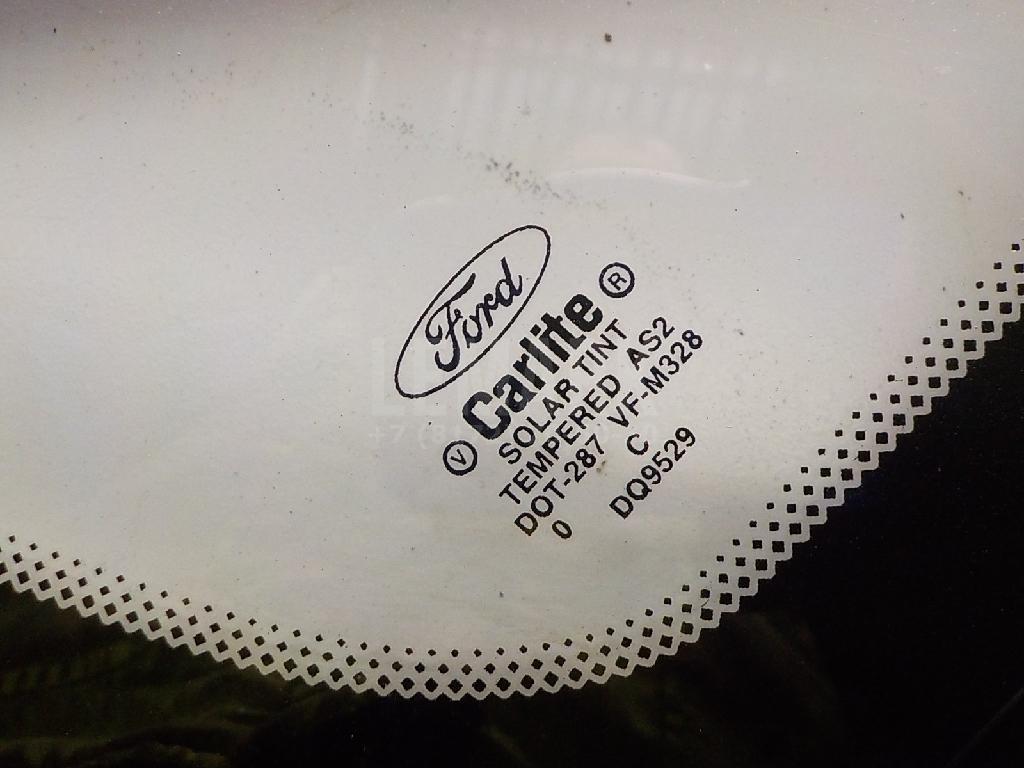 Ford
V Carlite ®
SOLAR TINT
TEMPERED AS2
DOT-287 VF-M328
0 C
DQ9529